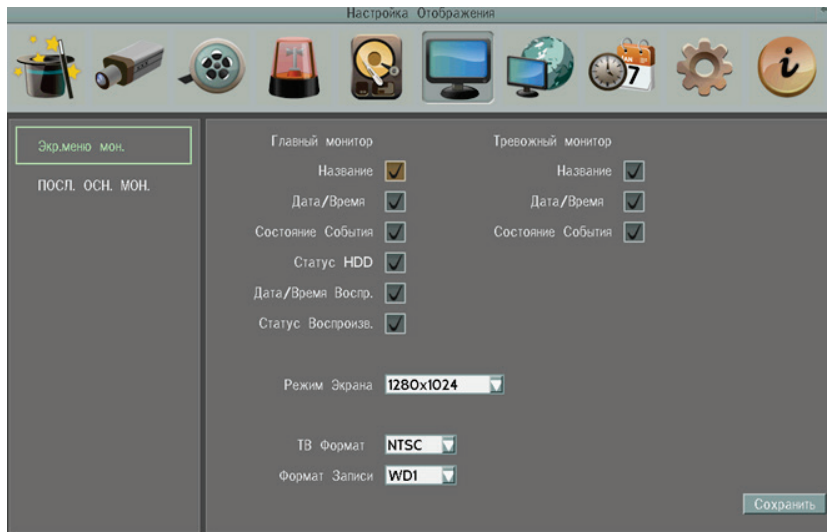 Настройка Отображения
7
i
Экр.меню мон.
ПОСЛ. ОСН. МОН.
Главный монитор
Тревожный монитор
Название
Название
Дата/Время
Дата/Время
Состояние События
Состояние События
Статус HDD
Дата/Время Воспр.
Статус Воспроизв.
Режим Экрана 1280x1024
ТВ Формат NTSC
Формат Записи WD1
Сохранить